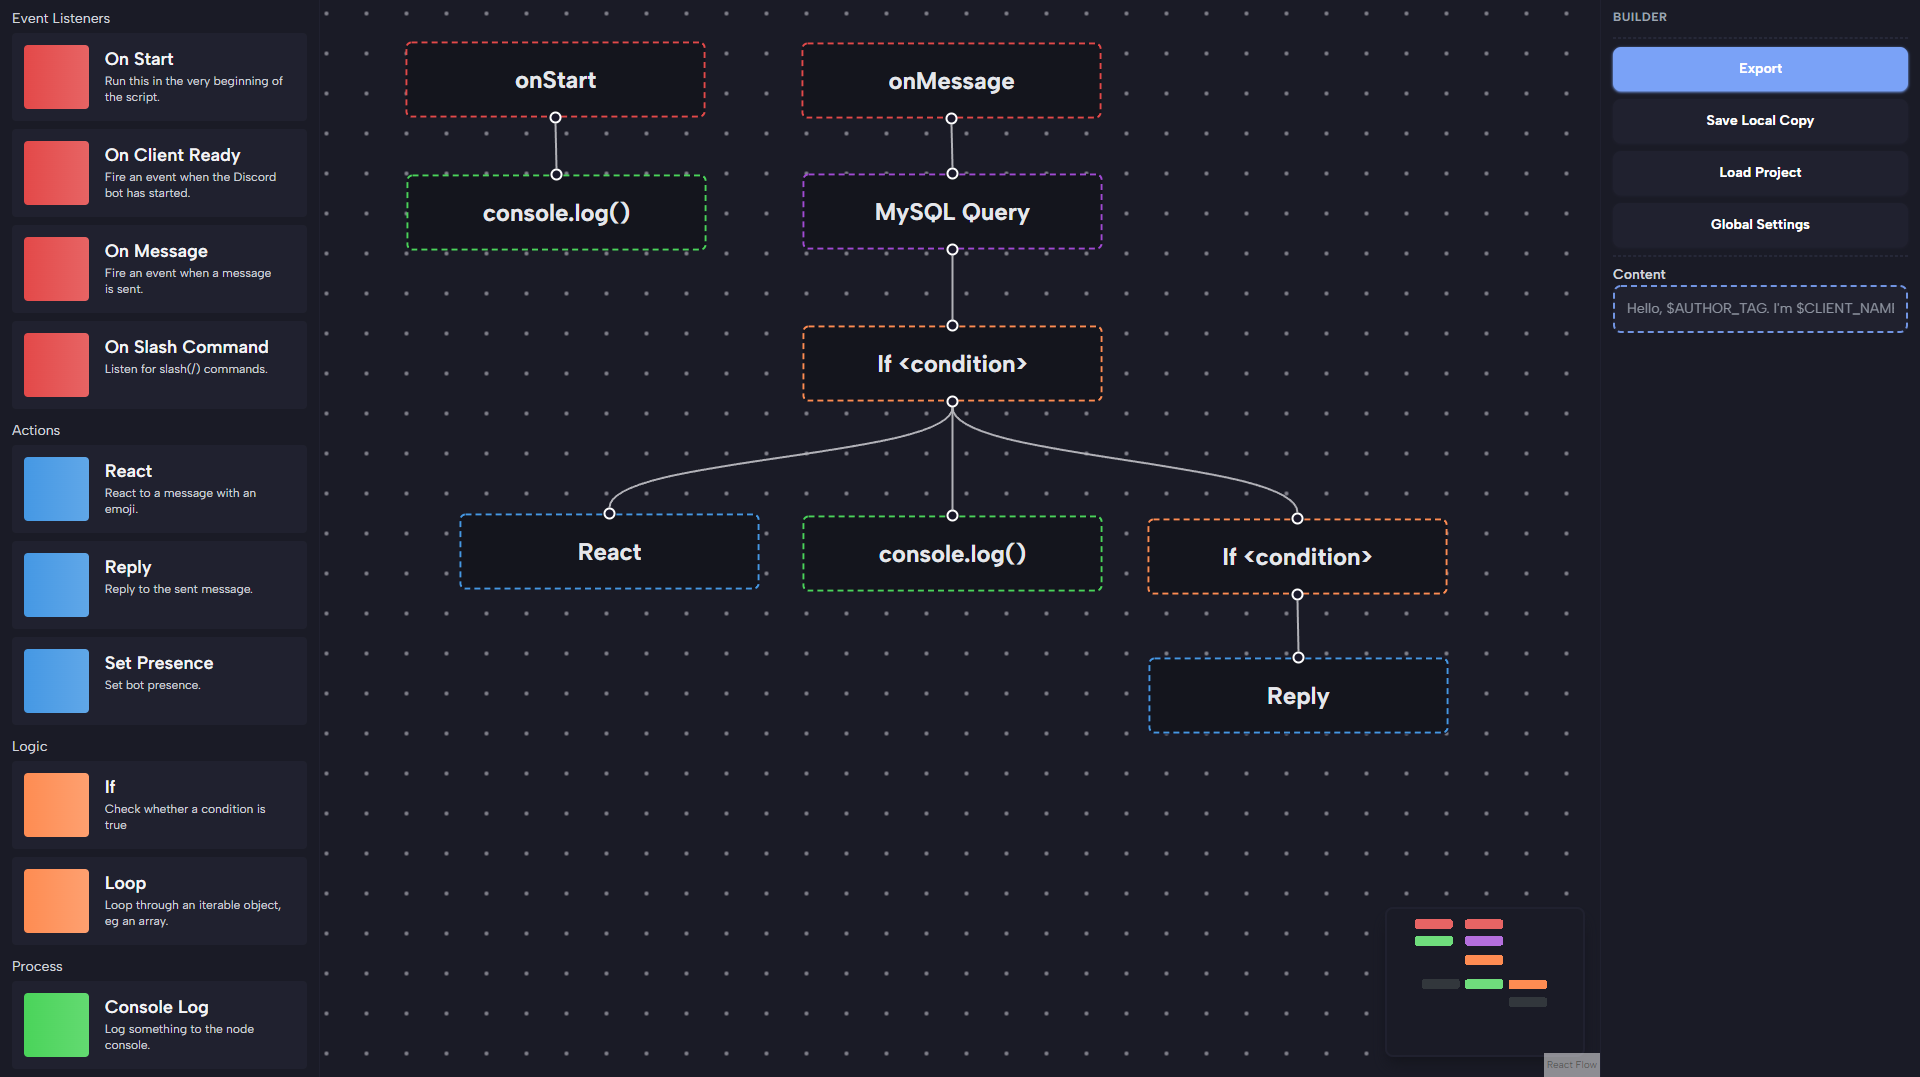 Event Listeners
On Start
Run this in the very beginning of
the script.
On Client Ready
Fire an event when the Discord
bot has started.
On Message
Fire an event when a message
is sent.
On Slash Command
Listen for slash(/) commands.
Actions
React
React to a message with an
emoji.
Reply
Reply to the sent message.
Set Presence
Set bot presence.
Logic
If
Check whether a condition is
true
Loop
Loop through an iterable object,
eg an array.
Process
Console Log
Log something to the node
console.
onStart
console.log()
onMessage
MySQL Query
If <condition>
React
console.log()
If <condition>
Reply
React Flow
BUILDER
Export
Save Local Copy
Load Project
Global Settings
Content
Hello, $AUTHOR_TAG. I'm $CLIENT_NAM